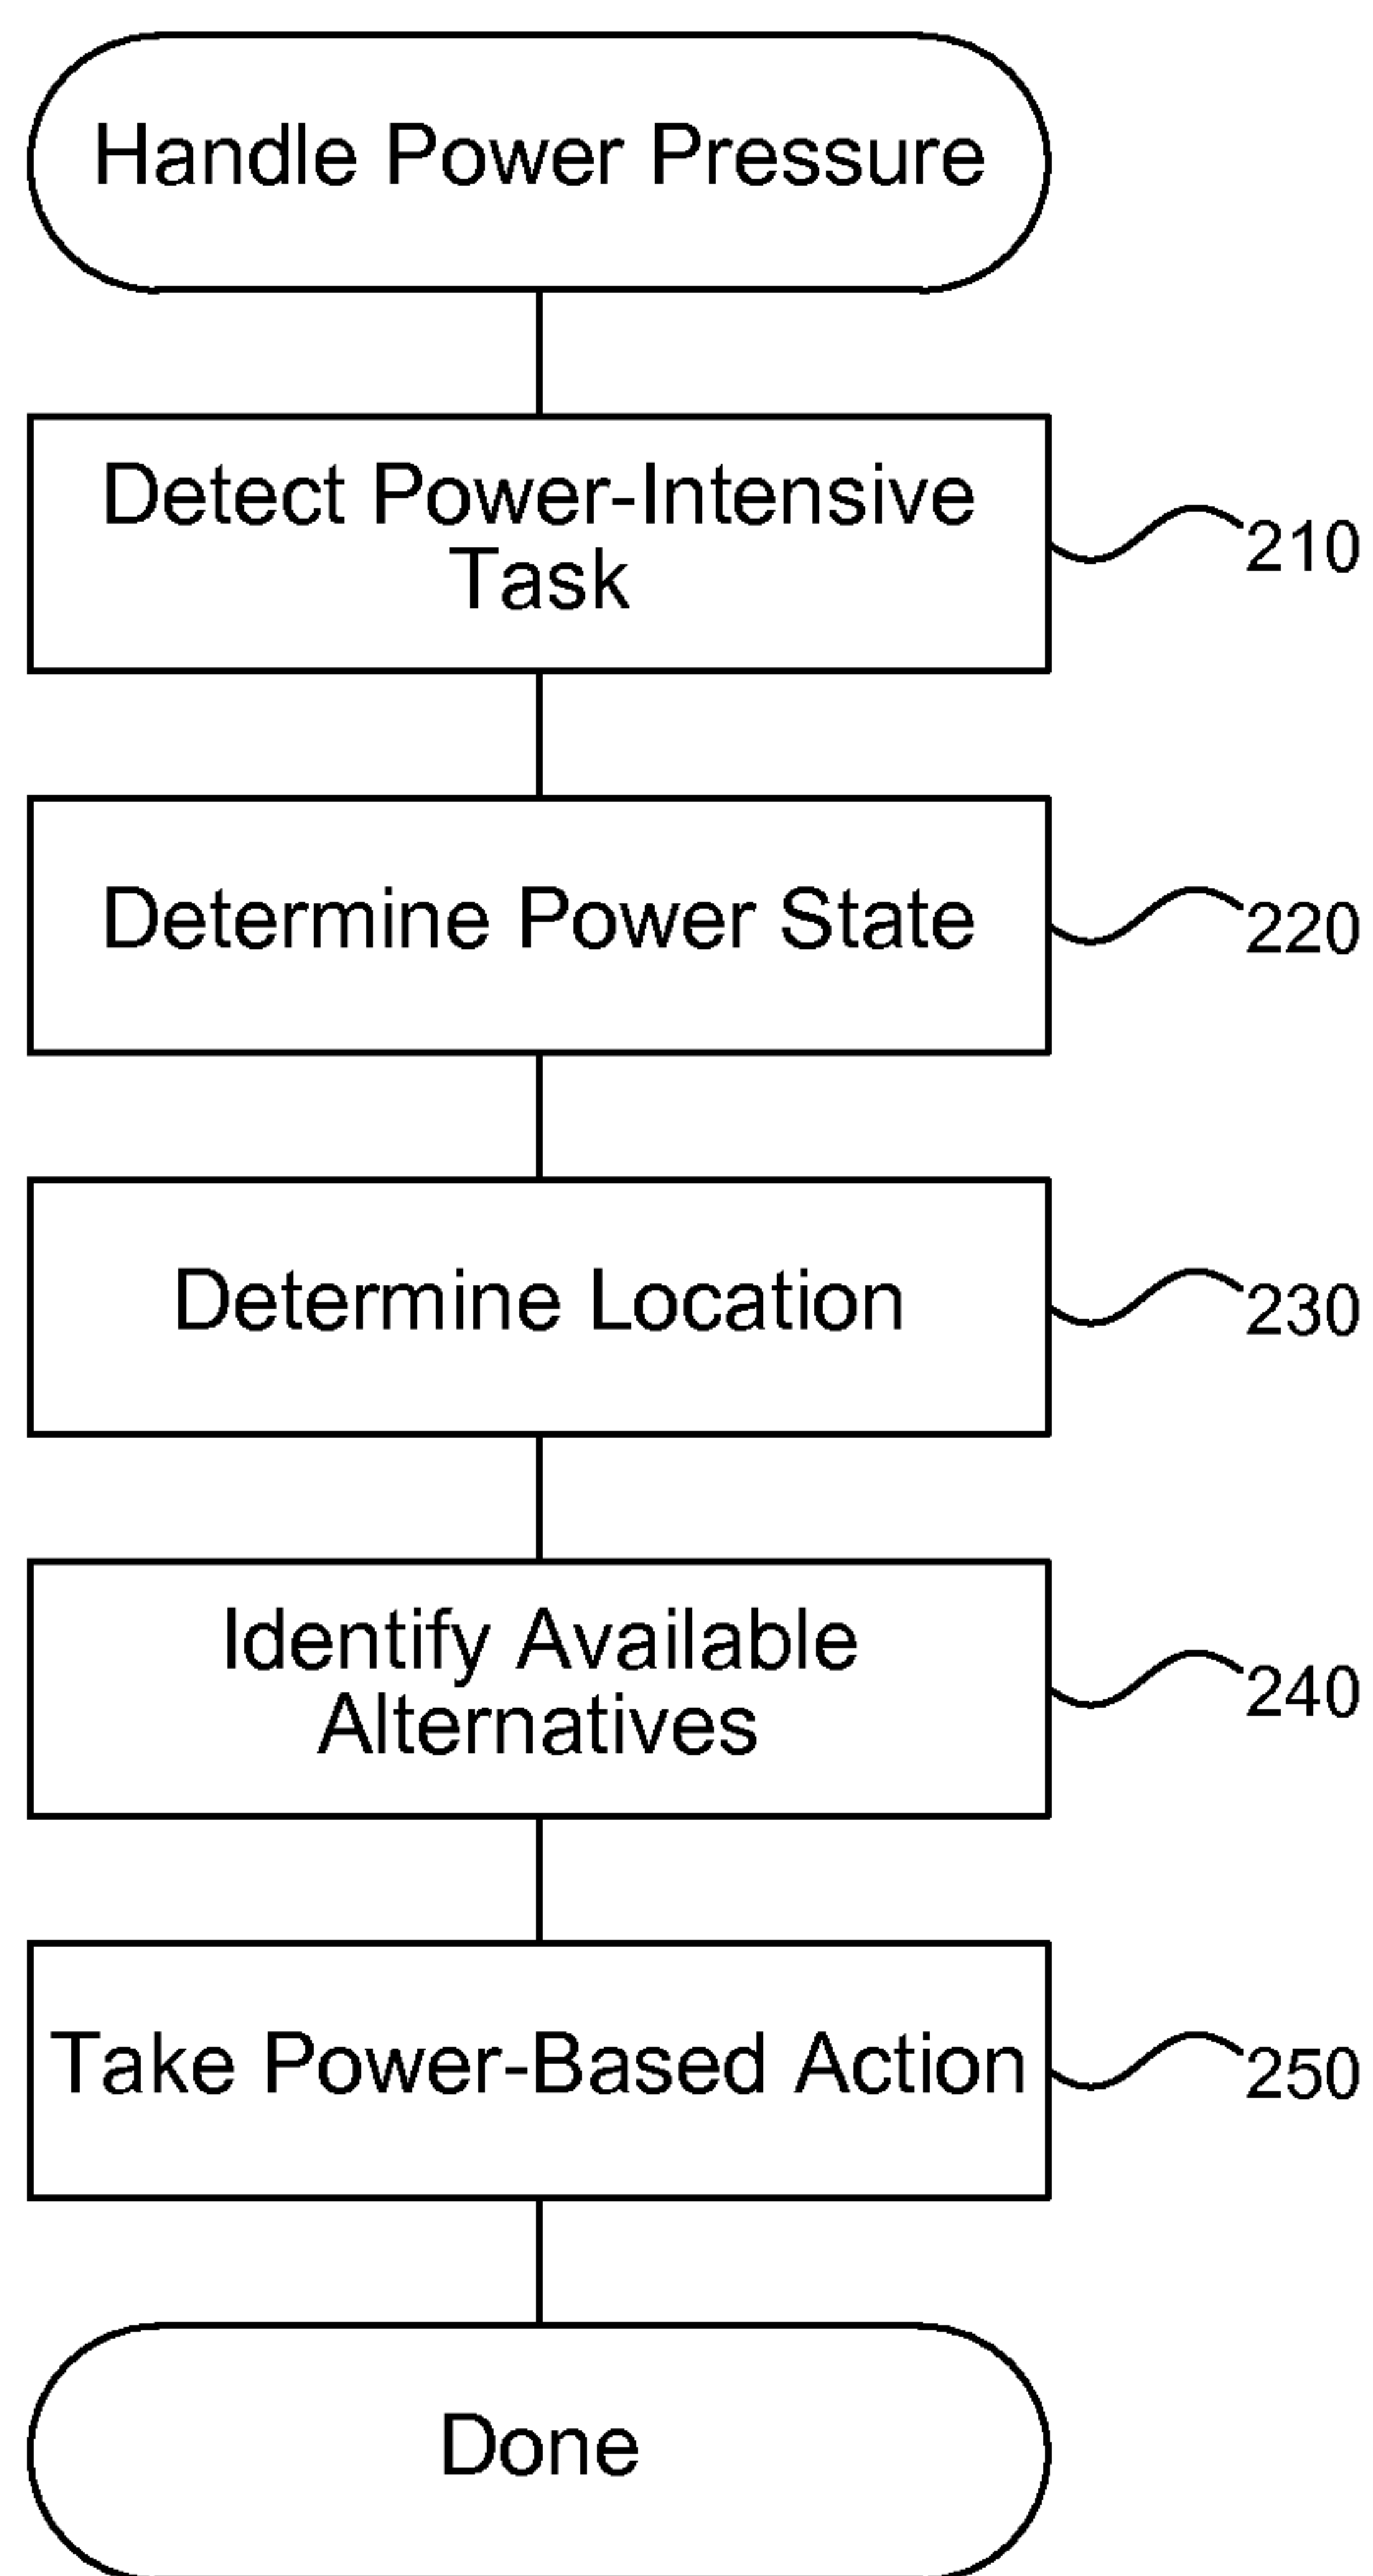 Handle Power Pressure
Detect Power-Intensive
Task
210
Determine Power State
220
Determine Location
230
Identify Available
Alternatives
240
Take Power-Based Action
250
Done